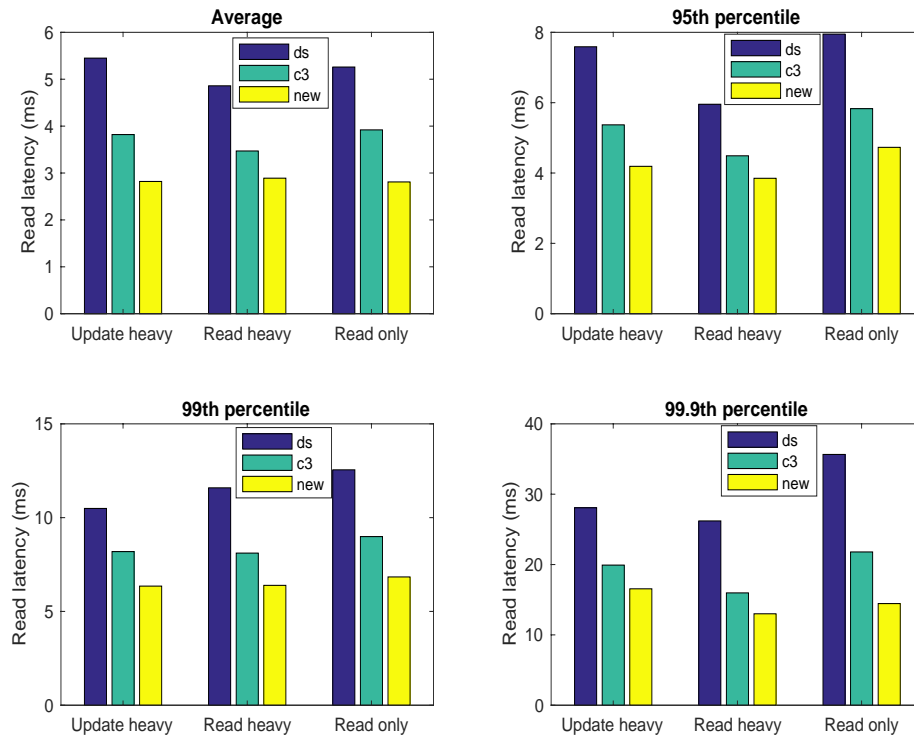 Average
Read latency (ms)
6
5
4
3
2
1
0
ds
c3
new
Update heavy
Read heavy
Read only
95th percentile
Read latency (ms)
8
6
4
2
0
ds
c3
new
Update heavy
Read heavy
Read only
99th percentile
Read latency (ms)
15
10
5
0
ds
c3
new
Update heavy
Read heavy
Read only
99.9th percentile
Read latency (ms)
40
30
20
10
0
ds
c3
new
Update heavy
Read heavy
Read only